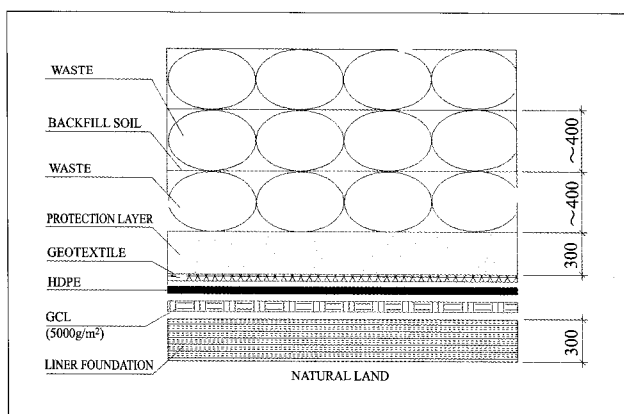 WASTE
BACKFILL SOIL
WASTE
PROTECTION LAYER
GEOTEXTILE
HDPE
GCL
(5000g/m²)
LINER FOUNDATION
NATURAL LAND
~400
~400
300
300